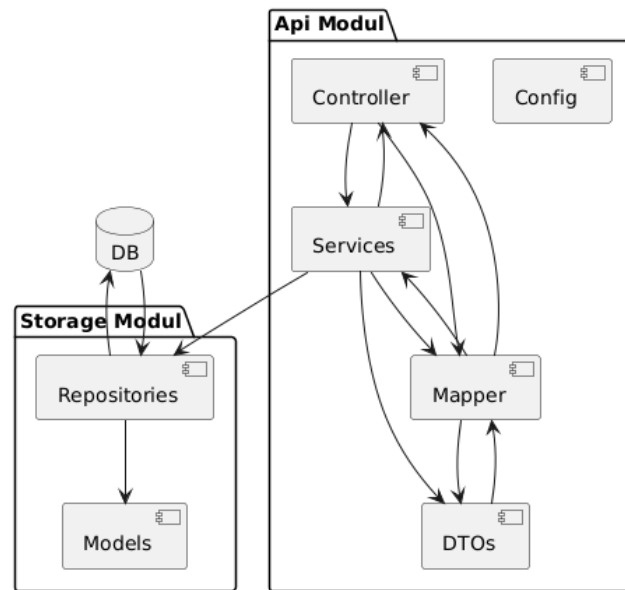 Api Modul
Controller
Config
Services
DB
Storage Modul
Repositories
Mapper
Models
DTOs